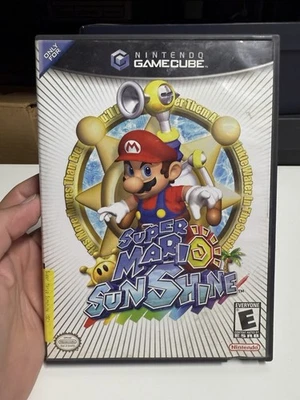 ONLY
FOR
NINTENDO
GAMECUBE
M
SUPER
MARIO
SUNSHINE
EVERYONE
E
ESRB
Nintendo